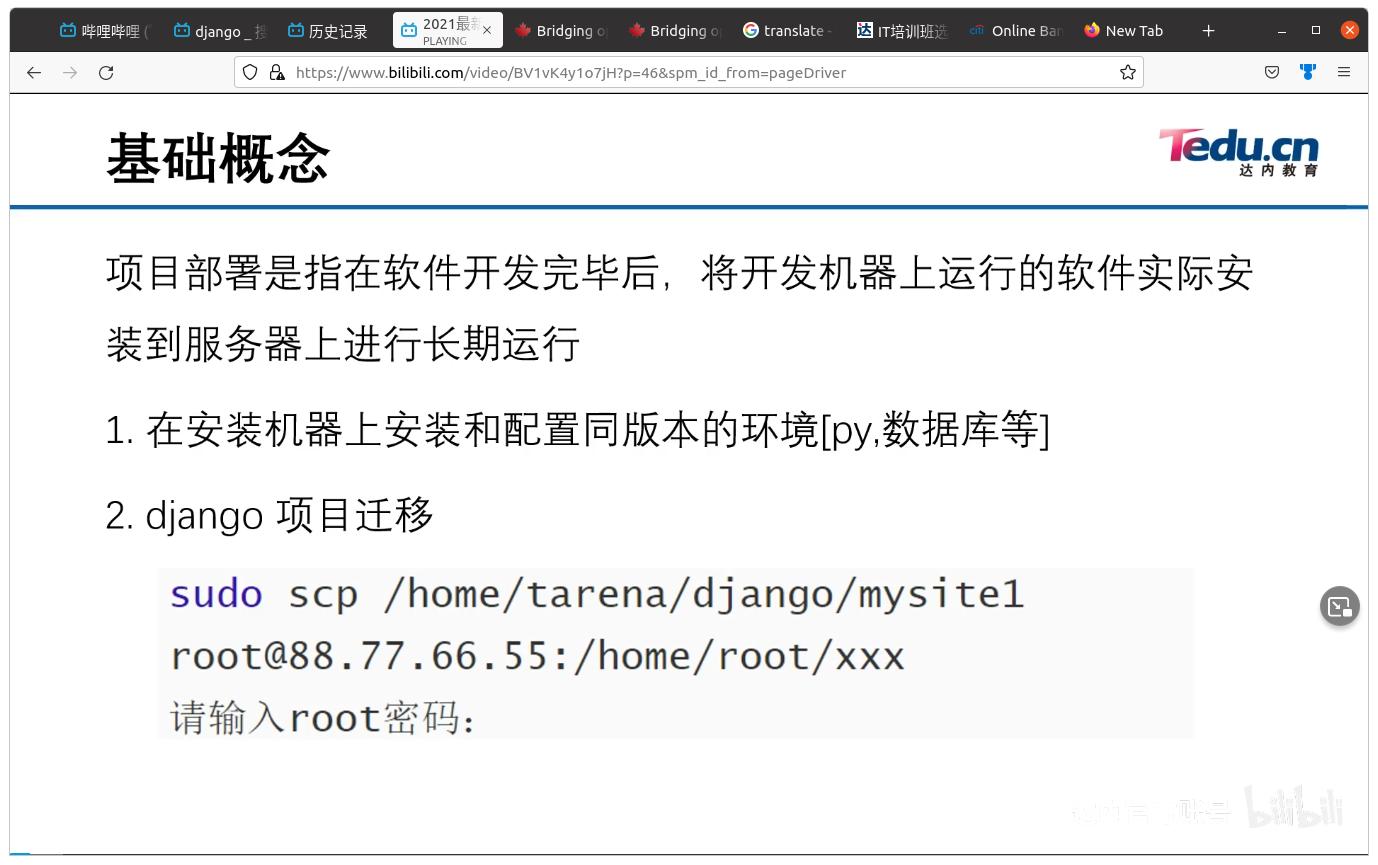 哔哩哔哩 (
django _ 搜
历史记录
2021最新
PLAYING
Bridging o
Bridging o
translate -
IT培训班选
citi
Online Ban
New Tab
https://www.bilibili.com/video/BV1vK4y1o7jH?p=46&spm_id_from=pageDriver
基础概念
Tedu.cn
达内教育
项目部署是指在软件开发完毕后，将开发机器上运行的软件实际安
装到服务器上进行长期运行
1. 在安装机器上安装和配置同版本的环境[py,数据库等]
2. django 项目迁移
sudo scp /home/tarena/django/mysite1
root@88.77.66.55:/home/root/xxx
请输入root密码：
bilibili